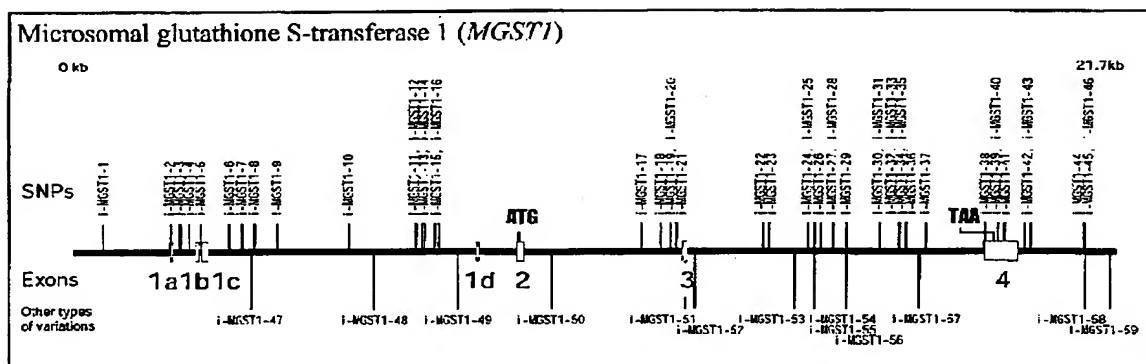 Microsomal glutathione S-transferase 1 (MGST1)
0 kb
21.7kb
SNPs
i-MGST1-1
i-MGST1-2
i-MGST1-3
i-MGST1-4
i-MGST1-5
i-MGST1-6
i-MGST1-7
i-MGST1-8
i-MGST1-9
i-MGST1-10
i-MGST1-11, i-MGST1-12
i-MGST1-13, i-MGST1-14
i-MGST1-15, i-MGST1-16
i-MGST1-17
i-MGST1-18
i-MGST1-19, i-MGST1-20
i-MGST1-21
i-MGST1-22
i-MGST1-23
i-MGST1-24, i-MGST1-25
i-MGST1-26
i-MGST1-27, i-MGST1-28
i-MGST1-29
i-MGST1-30, i-MGST1-31
i-MGST1-32, i-MGST1-33
i-MGST1-34, i-MGST1-35
i-MGST1-36
i-MGST1-37
i-MGST1-38
i-MGST1-39, i-MGST1-40
i-MGST1-41
i-MGST1-42, i-MGST1-43
i-MGST1-44
i-MGST1-45, i-MGST1-46
ATG
TAA
Exons
1a 1b 1c 1d 2 3 4
Other types
of variations
i-MGST1-47
i-MGST1-48
i-MGST1-49
i-MGST1-50
i-MGST1-51
i-MGST1-52
i-MGST1-53
i-MGST1-54
i-MGST1-55
i-MGST1-56
i-MGST1-57
i-MGST1-58
i-MGST1-59